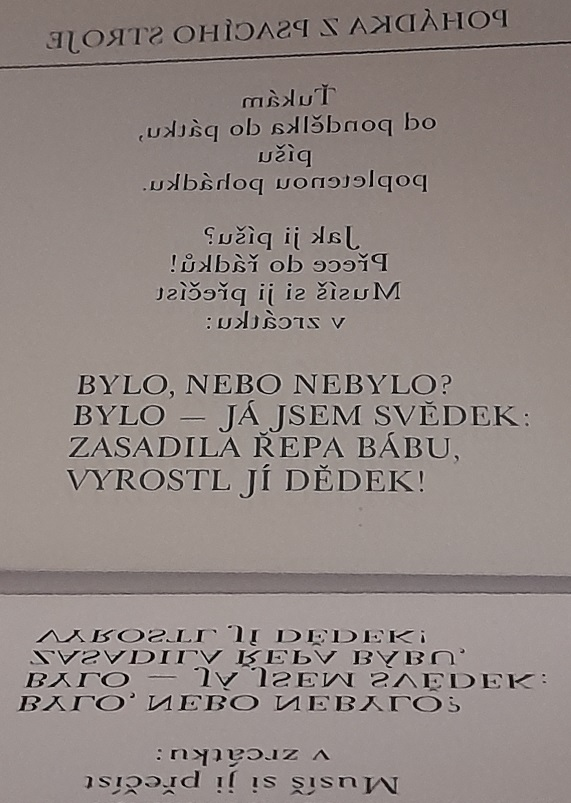 POHÁDKA Z PSACÍHO STROJE
Ťukám
od pondělka do pátku,
píšu
popletenou pohádku.
Jak ji píšu?
Přece do řádků!
Musíš si ji přečíst
v zrcátku:
BYLO, NEBO NEBYLO?
BYLO — JÁ JSEM SVĚDEK:
ZASADILA ŘEPA BÁBU,
VYROSTL JÍ DĚDEK!
VYROSTL JÍ DĚDEK!
ZASADILA ŘEPA BÁBU,
BYLO — JÁ JSEM SVĚDEK:
BYLO, NEBO NEBYLO?
v zrcátku:
Musíš si ji přečíst